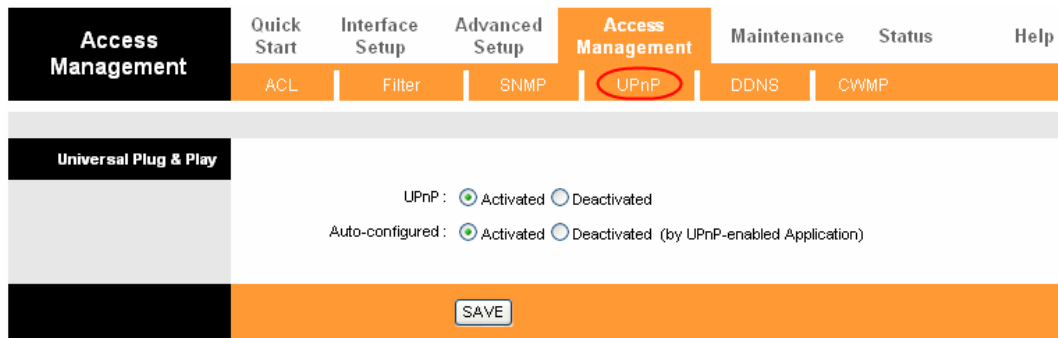 Access
Management
Quick
Start
Interface
Setup
Advanced
Setup
Access
Management
Maintenance
Status
Help
ACL
Filter
SNMP
UPnP
DDNS
CWMP
Universal Plug & Play
UPnP : Activated Deactivated
Auto-configured : Activated Deactivated (by UPnP-enabled Application)
SAVE